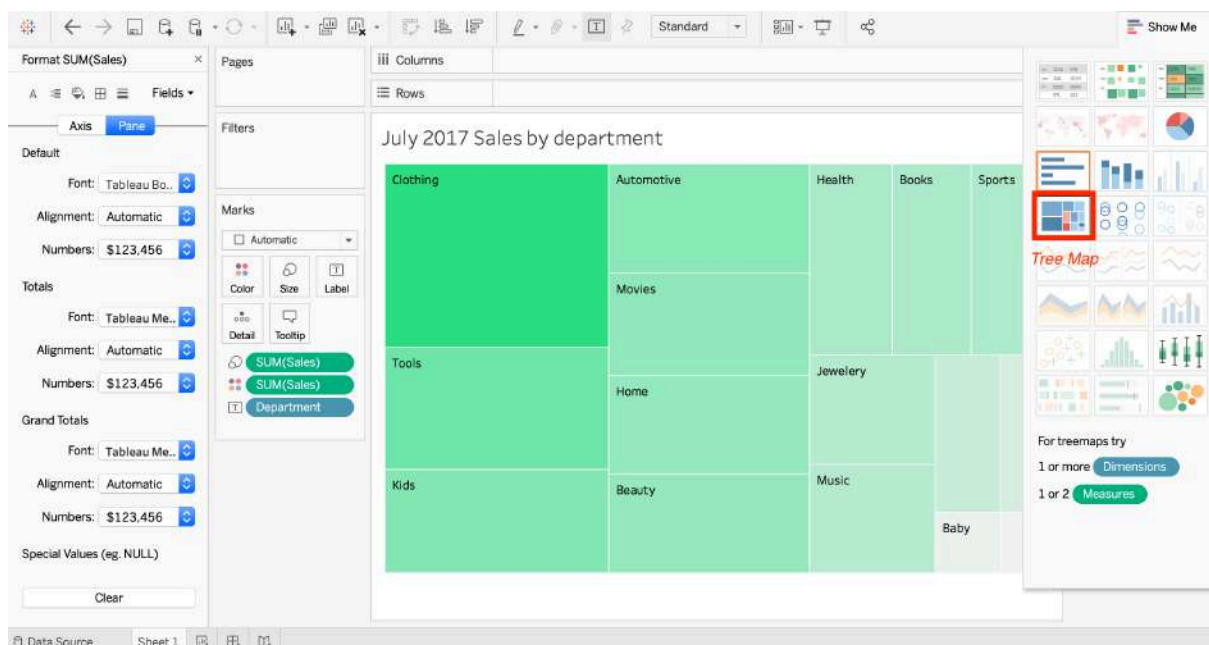 Standard
Show Me
Format SUM(Sales)
Fields
Axis
Pane
Default
Font: Tableau Bo..
Alignment: Automatic
Numbers: $123,456
Totals
Font: Tableau Me..
Alignment: Automatic
Numbers: $123,456
Grand Totals
Font: Tableau Me..
Alignment: Automatic
Numbers: $123,456
Special Values (eg. NULL)
Clear
Pages
Filters
Marks
Automatic
Color
Size
Label
Detail
Tooltip
SUM(Sales)
SUM(Sales)
Department
Columns
Rows
July 2017 Sales by department
Clothing
Automotive
Health
Books
Sports
Movies
Tools
Jewelery
Home
Kids
Beauty
Music
Baby
Tree Map
For treemaps try
1 or more Dimensions
1 or 2 Measures
Data Source
Sheet 1